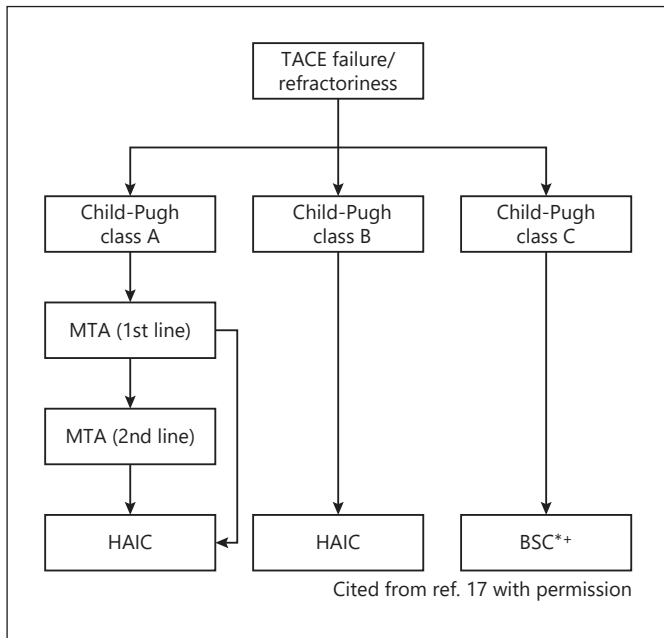 TACE failure/
refractoriness
Child-Pugh
class A
Child-Pugh
class B
Child-Pugh
class C
MTA (1st line)
MTA (2nd line)
HAIC
HAIC
BSC*+
Cited from ref. 17 with permission